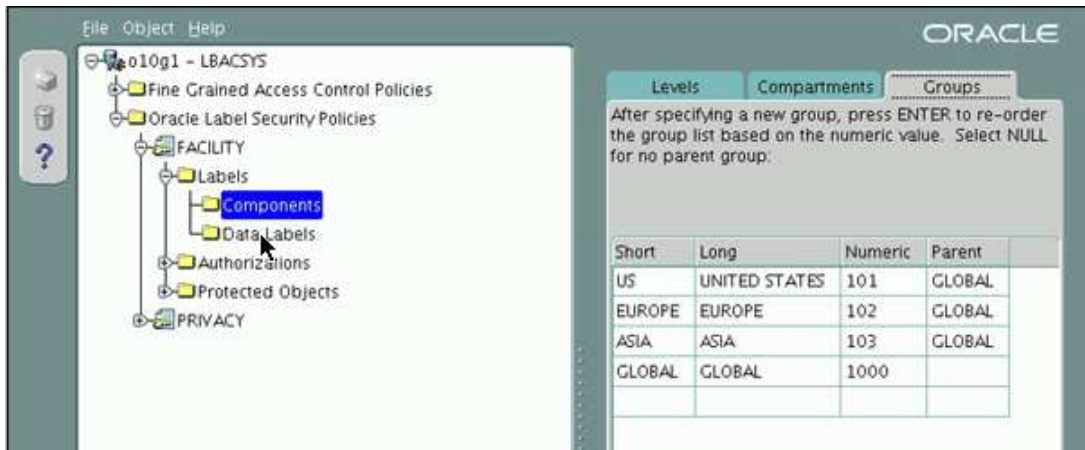 File Object Help
ORACLE
o10g1 - LBACSYS
Fine Grained Access Control Policies
Oracle Label Security Policies
FACILITY
Labels
Components
Data Labels
Authorizations
Protected Objects
PRIVACY
?
Levels Compartments Groups
After specifying a new group, press ENTER to re-order
the group list based on the numeric value. Select NULL
for no parent group:
Short Long Numeric Parent
US UNITED STATES 101 GLOBAL
EUROPE EUROPE 102 GLOBAL
ASIA ASIA 103 GLOBAL
GLOBAL GLOBAL 1000